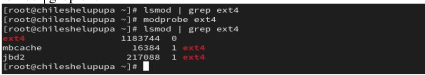 [root@chileshelupupa ~]# lsmod | grep ext4
[root@chileshelupupa ~]# modprobe ext4
[root@chileshelupupa ~]# lsmod | grep ext4
ext4 1183744 0
mbcache 16384 1 ext4
jbd2 217088 1 ext4
[root@chileshelupupa ~]#